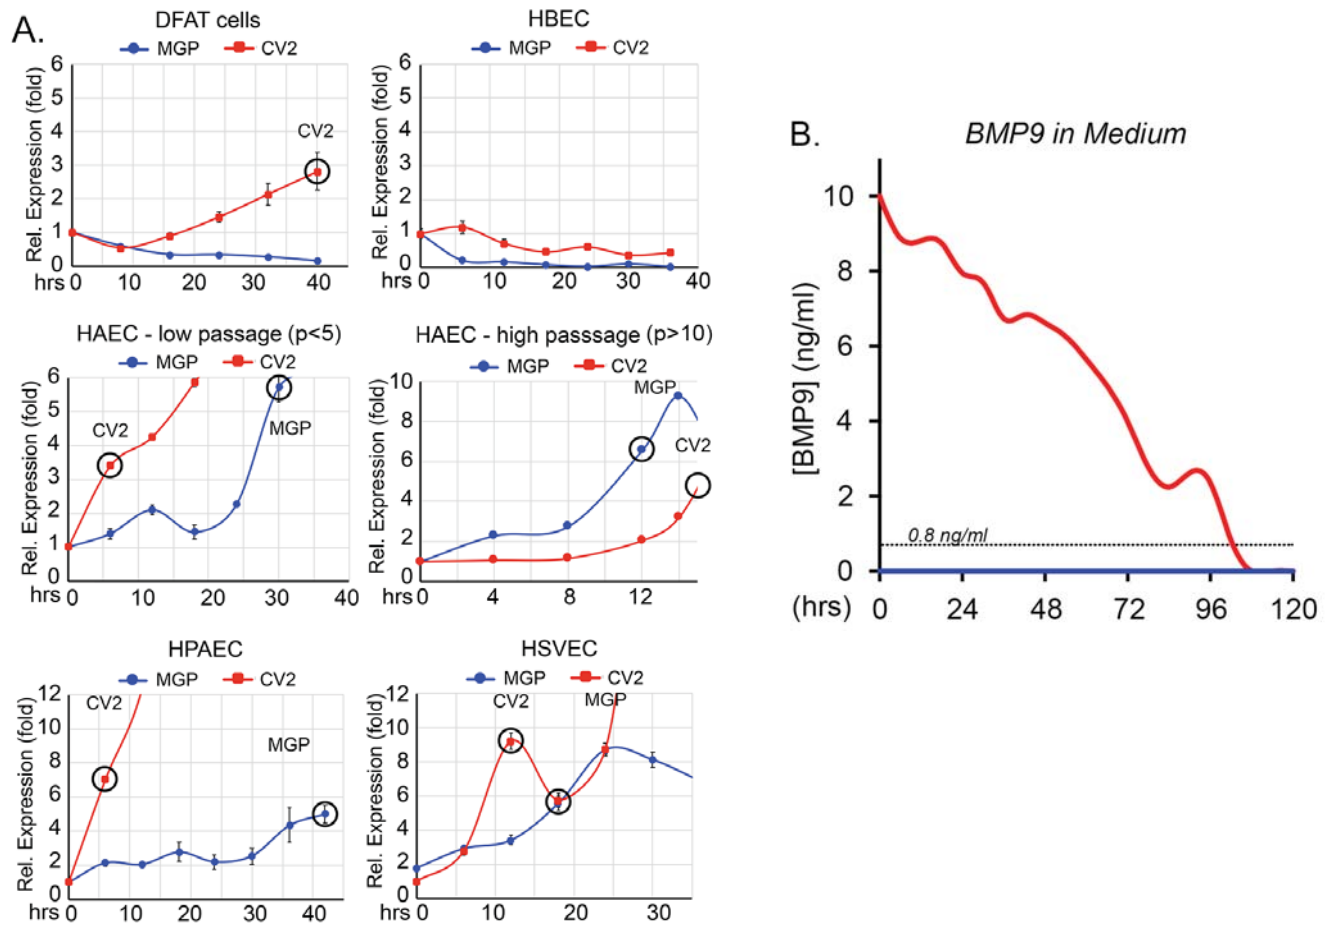 A.
DFAT cells
MGP CV2
Rel. Expression (fold)
6
5
4
3
2
1
0
CV2
hrs 0 10 20 30 40
HBEC
MGP CV2
Rel. Expression (fold)
6
5
4
3
2
1
0
hrs 0 10 20 30 40
HAEC - low passage (p<5)
MGP CV2
Rel. Expression (fold)
6
5
4
3
2
1
0
CV2
MGP
hrs 0 10 20 30 40
HAEC - high passsage (p>10)
MGP CV2
Rel. Expression (fold)
10
8
6
4
2
0
MGP
CV2
hrs 0 4 8 12
HPAEC
MGP CV2
Rel. Expression (fold)
12
10
8
6
4
2
0
CV2
MGP
hrs 0 10 20 30 40
HSVEC
MGP CV2
Rel. Expression (fold)
12
10
8
6
4
2
0
CV2
MGP
hrs 0 10 20 30
B.
BMP9 in Medium
[BMP9] (ng/ml)
10
8
6
4
2
0
0.8 ng/ml
(hrs) 0 24 48 72 96 120